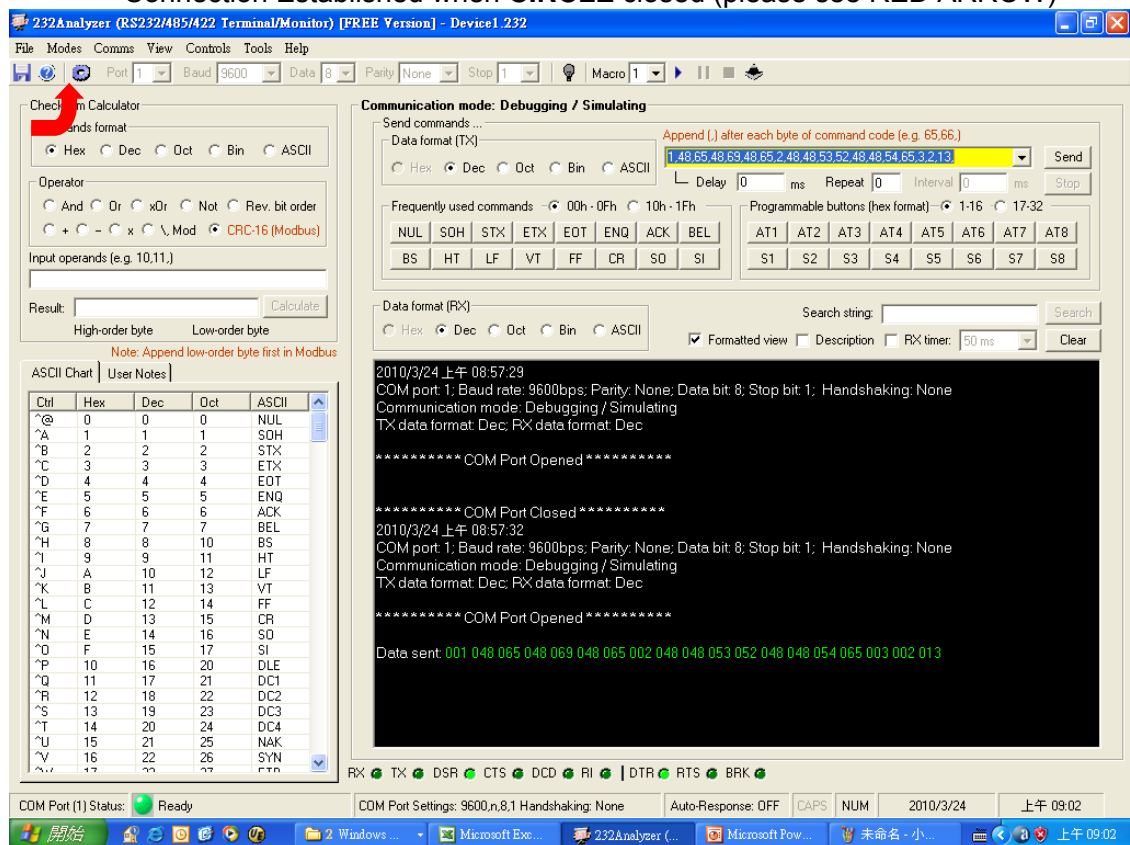 Connection Established when CIRCLE closed (please see RED ARROW)
232Analyzer (RS232/485/422 Terminal/Monitor) [FREE Version] - Device1.232
File Modes Comms View Controls Tools Help
Port 1 Baud 9600 Data 8 Parity None Stop 1 Macro 1
Hex Dec Oct Bin ASCII
Operator
And Or xOr Not Rev. bit order
+ - x \, Mod CRC-16 (Modbus)
Input operands (e.g. 10,11,)
Result: Calculate
High-order byte Low-order byte
Note: Append low-order byte first in Modbus
ASCII Chart User Notes
Ctrl Hex Dec Oct ASCII
^@ 0 0 0 NUL
^A 1 1 1 SOH
^B 2 2 2 STX
^C 3 3 3 ETX
^D 4 4 4 EOT
^E 5 5 5 ENQ
^F 6 6 6 ACK
^G 7 7 7 BEL
^H 8 8 10 BS
^I 9 9 11 HT
^J A 10 12 LF
^K B 11 13 VT
^L C 12 14 FF
^M D 13 15 CR
^N E 14 16 SO
^O F 15 17 SI
^P 10 16 20 DLE
^Q 11 17 21 DC1
^R 12 18 22 DC2
^S 13 19 23 DC3
^T 14 20 24 DC4
^U 15 21 25 NAK
^V 16 22 26 SYN
Communication mode: Debugging / Simulating
Send commands ...
Data format (TX)
Hex Dec Oct Bin ASCII
Append (,) after each byte of command code (e.g. 65,66,)
1,48,65,48,69,48,65,2,48,48,53,52,48,48,54,65,3,2,13, Send
Delay 0 ms Repeat 0 Interval 0 ms Stop
Frequently used commands 00h - 0Fh 10h - 1Fh
NUL SOH STX ETX EOT ENQ ACK BEL
BS HT LF VT FF CR SO SI
Programmable buttons (hex format) 1-16 17-32
AT1 AT2 AT3 AT4 AT5 AT6 AT7 AT8
S1 S2 S3 S4 S5 S6 S7 S8
Data format (RX)
Hex Dec Oct Bin ASCII
Search string: Search
Formatted view Description RX timer: 50 ms Clear
2010/3/24 上午 08:57:29
COM port: 1; Baud rate: 9600bps; Parity: None; Data bit: 8; Stop bit: 1; Handshaking: None
Communication mode: Debugging / Simulating
TX data format: Dec; RX data format: Dec
********** COM Port Opened **********
********** COM Port Closed **********
2010/3/24 上午 08:57:32
COM port: 1; Baud rate: 9600bps; Parity: None; Data bit: 8; Stop bit: 1; Handshaking: None
Communication mode: Debugging / Simulating
TX data format: Dec; RX data format: Dec
********** COM Port Opened **********
Data sent: 001 048 065 048 069 048 065 002 048 048 053 052 048 048 054 065 003 002 013
RX TX DSR CTS DCD RI | DTR RTS BRK
COM Port (1) Status: Ready COM Port Settings: 9600,n,8,1 Handshaking: None Auto-Response: OFF CAPS NUM 2010/3/24 上午 09:02
開始 2 Windows ... Microsoft Exc... 232Analyzer (... Microsoft Pow... 未命名 - 小... 上午 09:02